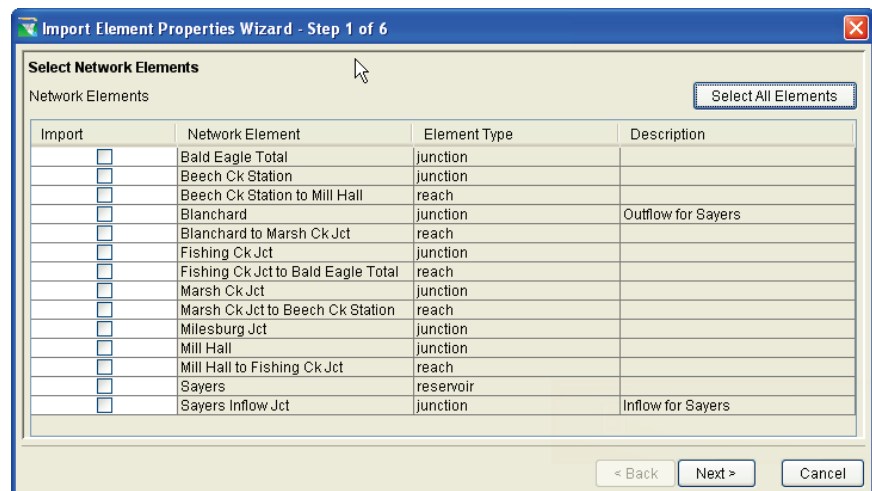 Import Element Properties Wizard - Step 1 of 6
Select Network Elements
Network Elements
Select All Elements
Import Network Element Element Type Description
Bald Eagle Total junction
Beech Ck Station junction
Beech Ck Station to Mill Hall reach
Blanchard junction Outflow for Sayers
Blanchard to Marsh Ck Jct reach
Fishing Ck Jct junction
Fishing Ck Jct to Bald Eagle Total reach
Marsh Ck Jct junction
Marsh Ck Jct to Beech Ck Station reach
Milesburg Jct junction
Mill Hall junction
Mill Hall to Fishing Ck Jct reach
Sayers reservoir
Sayers Inflow Jct junction Inflow for Sayers
< Back Next > Cancel